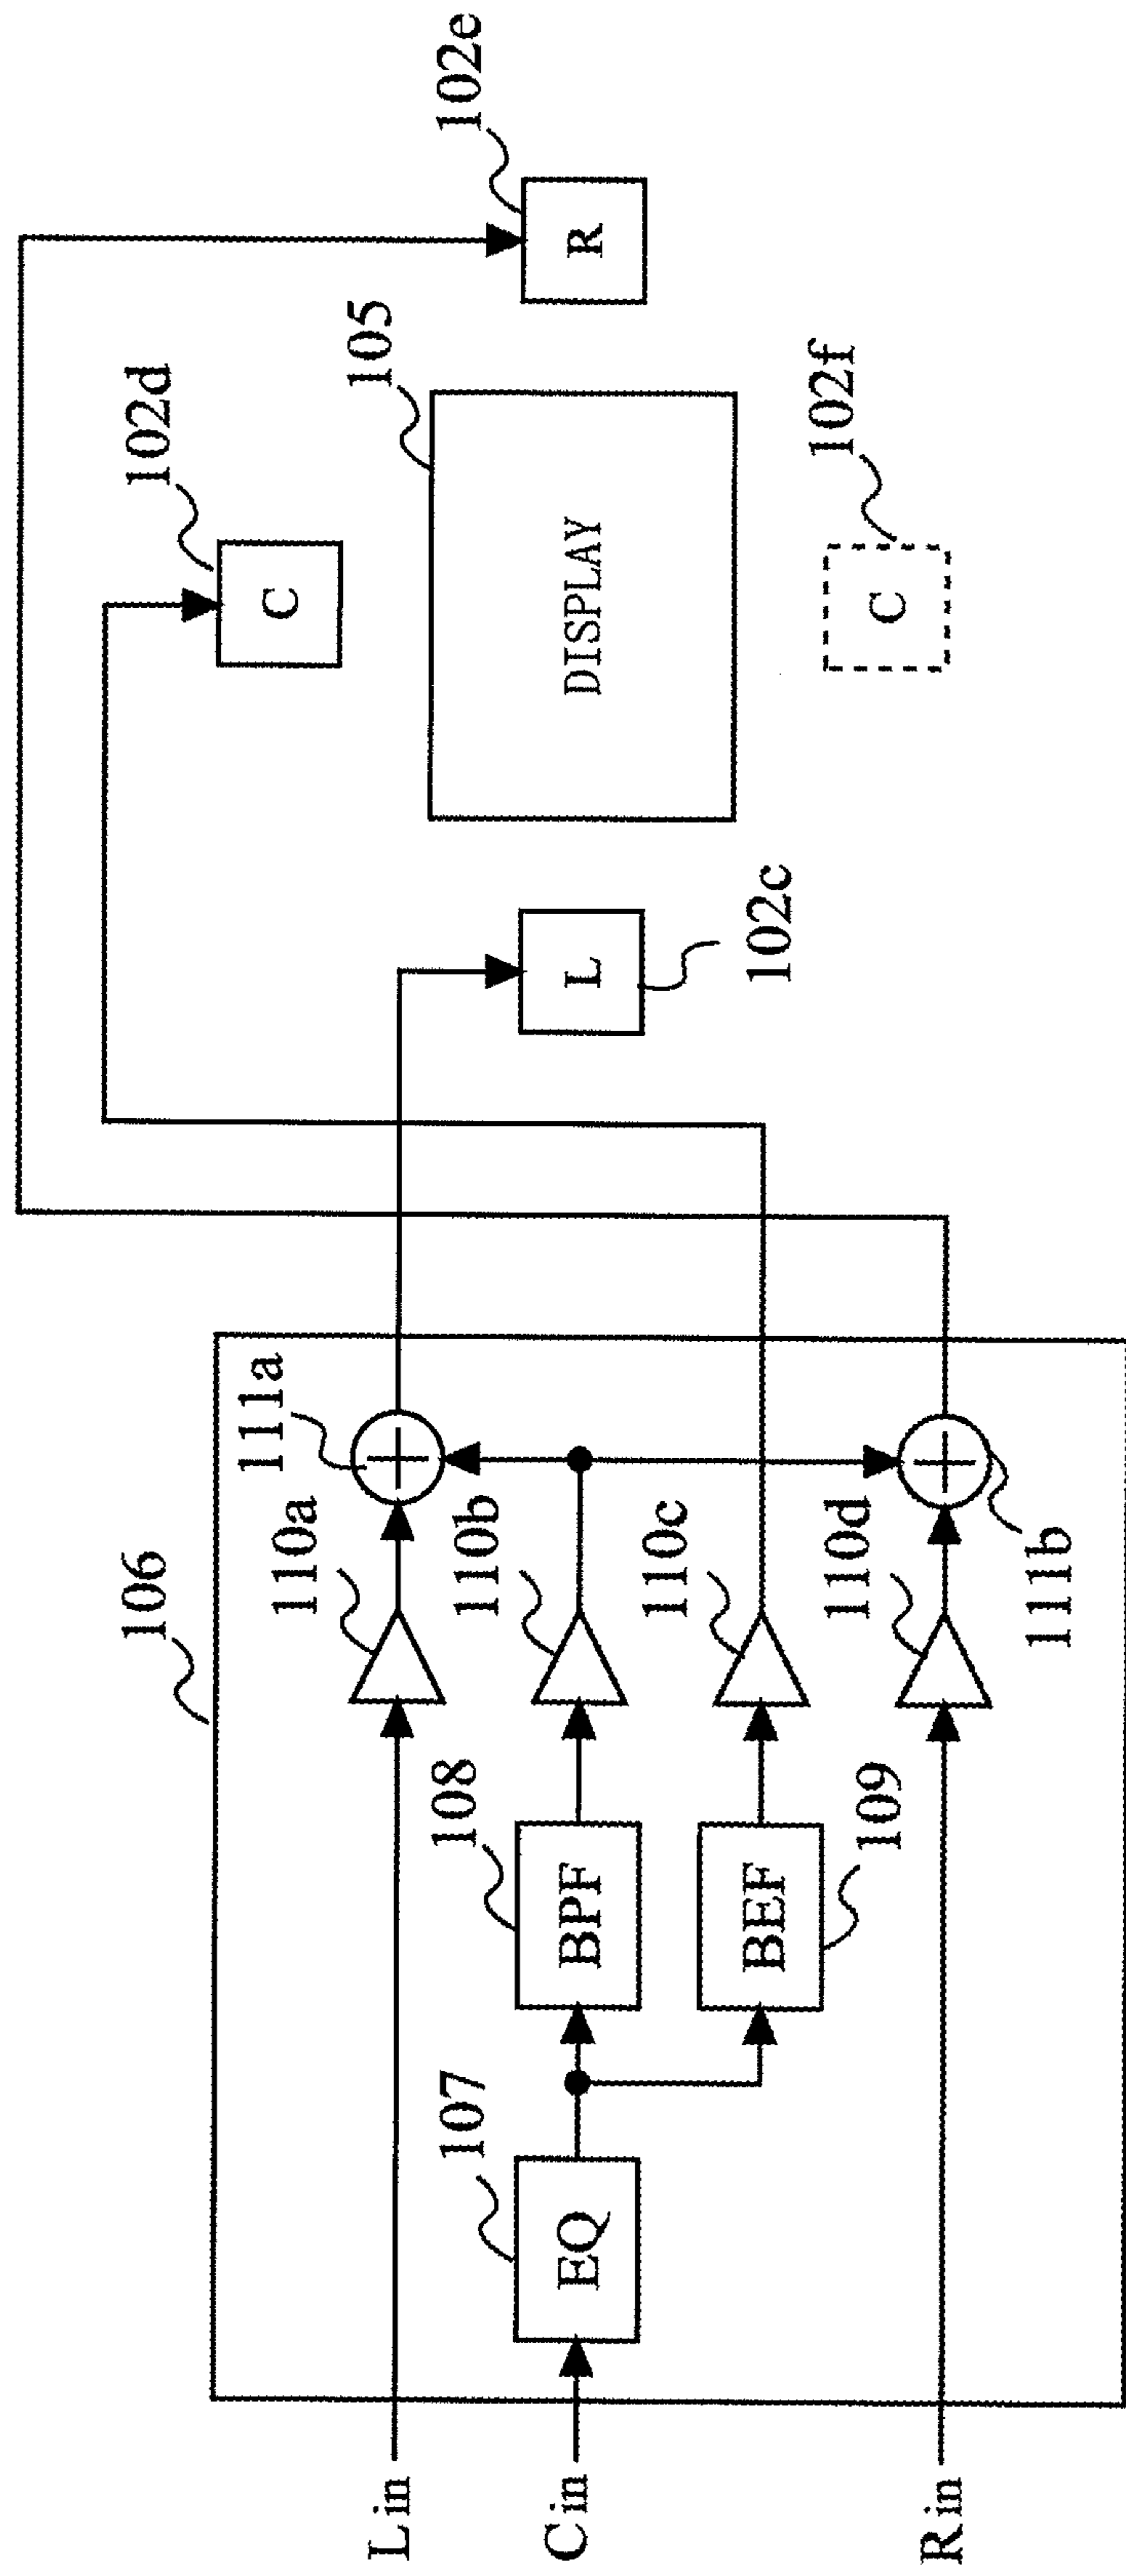 106
111a
110a
110b
110c
110d
111b
107
EQ
108
BPF
BEF
109
Lin
Cin
Rin
102d
C
105
DISPLAY
L
102c
R
102e
102f
C